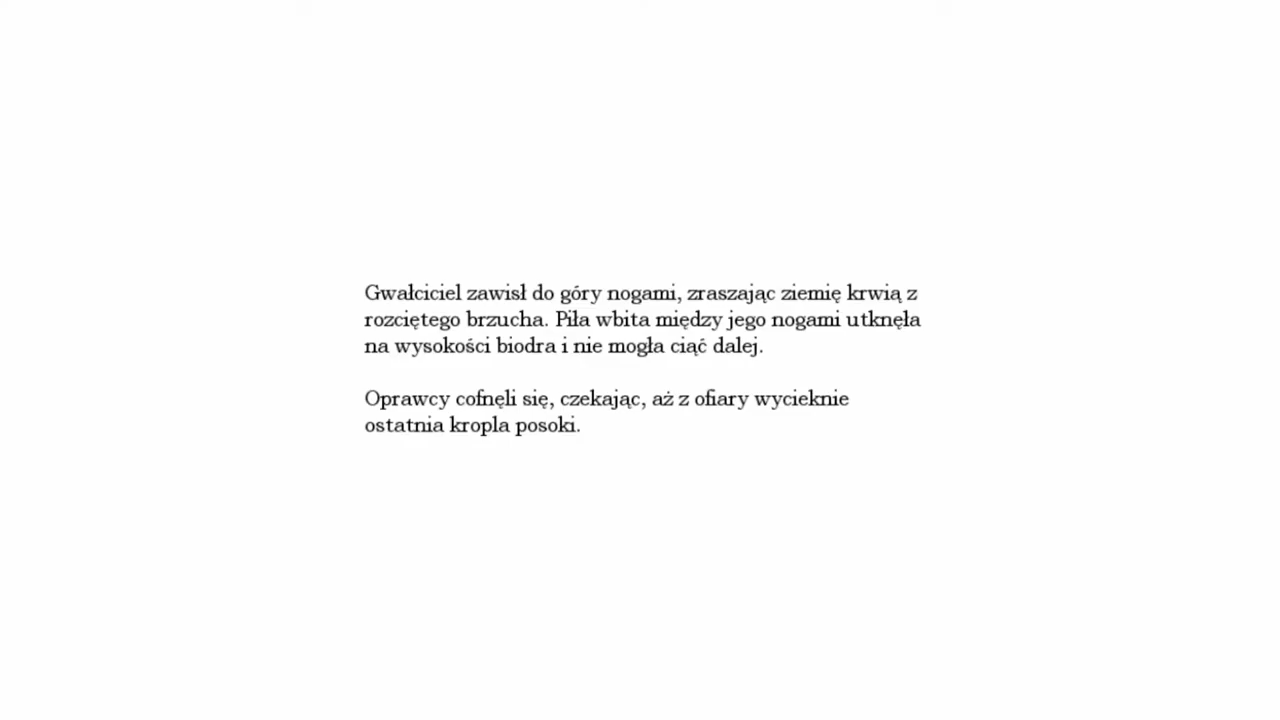 Gwałciciel zawisł do góry nogami, zraszając ziemię krwią z
rozciętego brzucha. Piła wbita między jego nogami utknęła
na wysokości biodra i nie mogła ciąć dalej.
Oprawcy cofnęli się, czekając, aż z ofiary wycieknie
ostatnia kropla posoki.